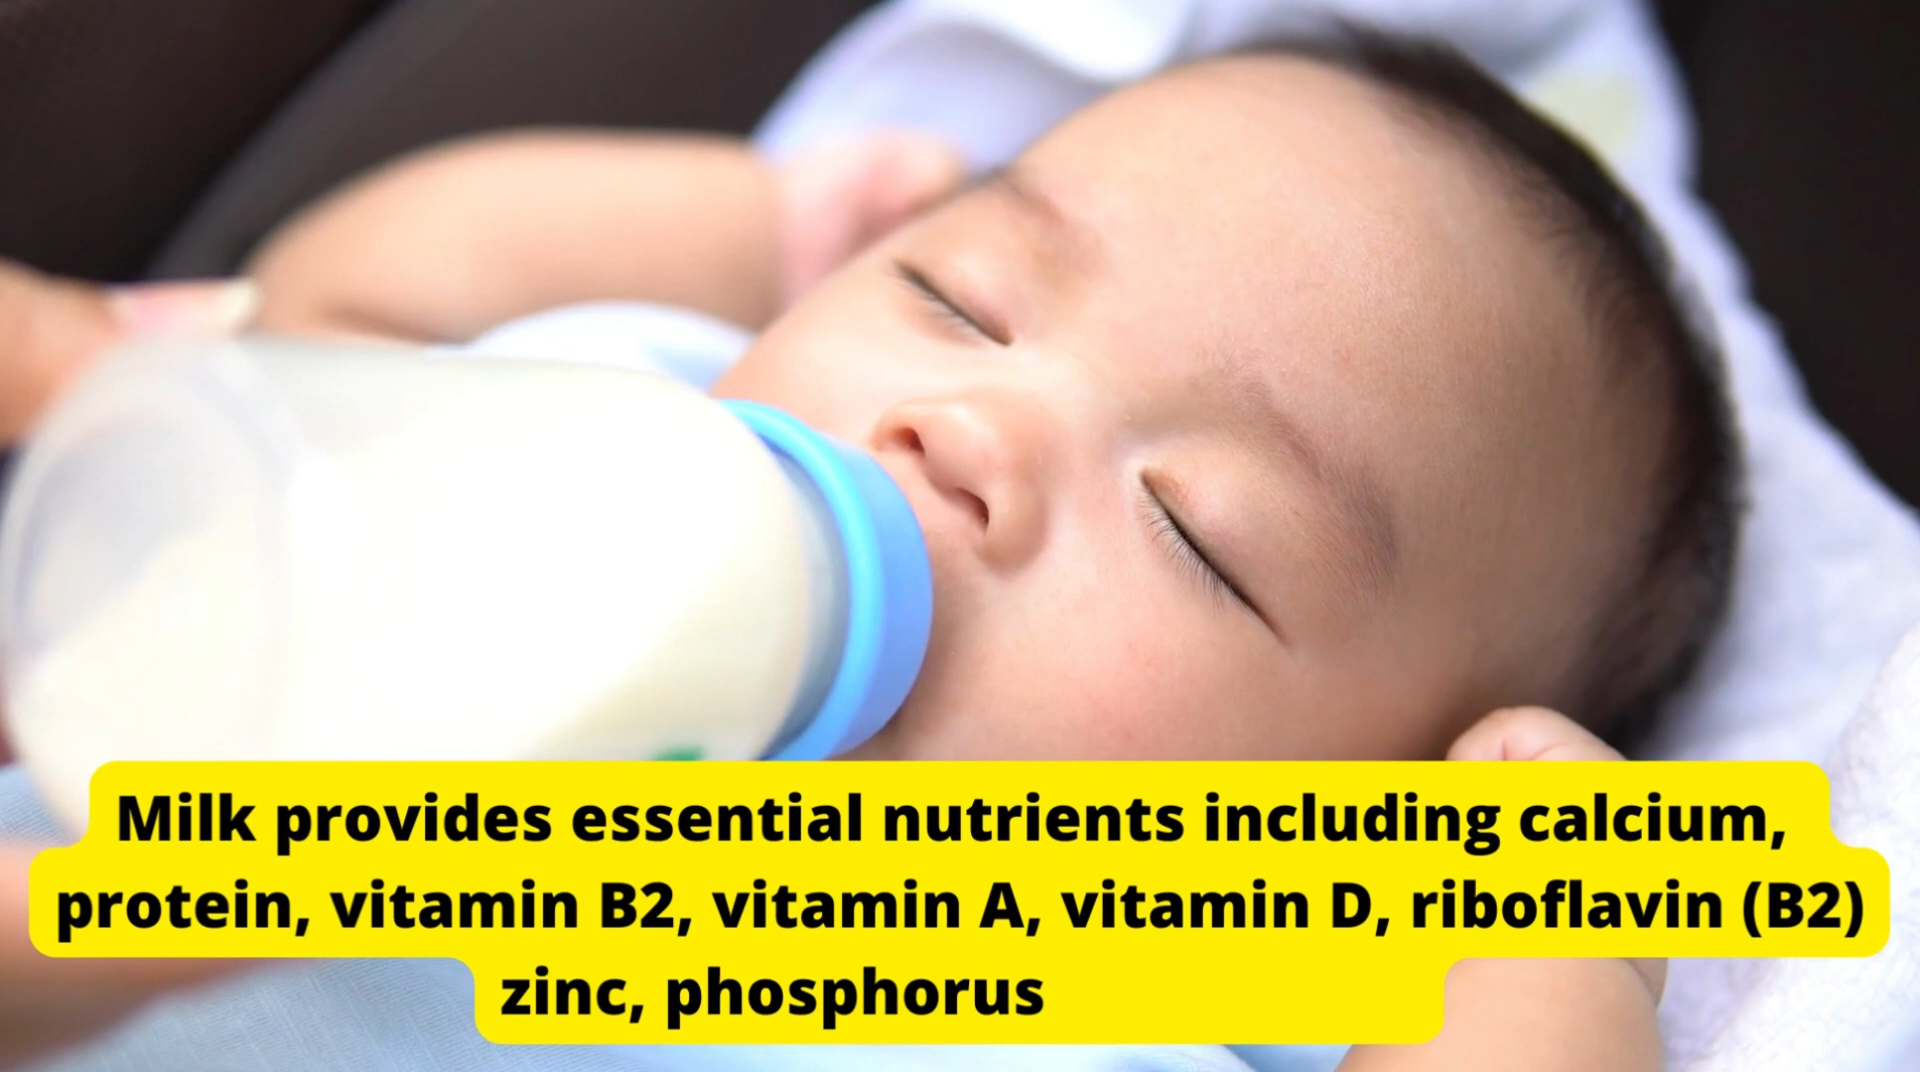 Milk provides essential nutrients including calcium,
protein, vitamin B2, vitamin A, vitamin D, riboflavin (B2)
zinc, phosphorus